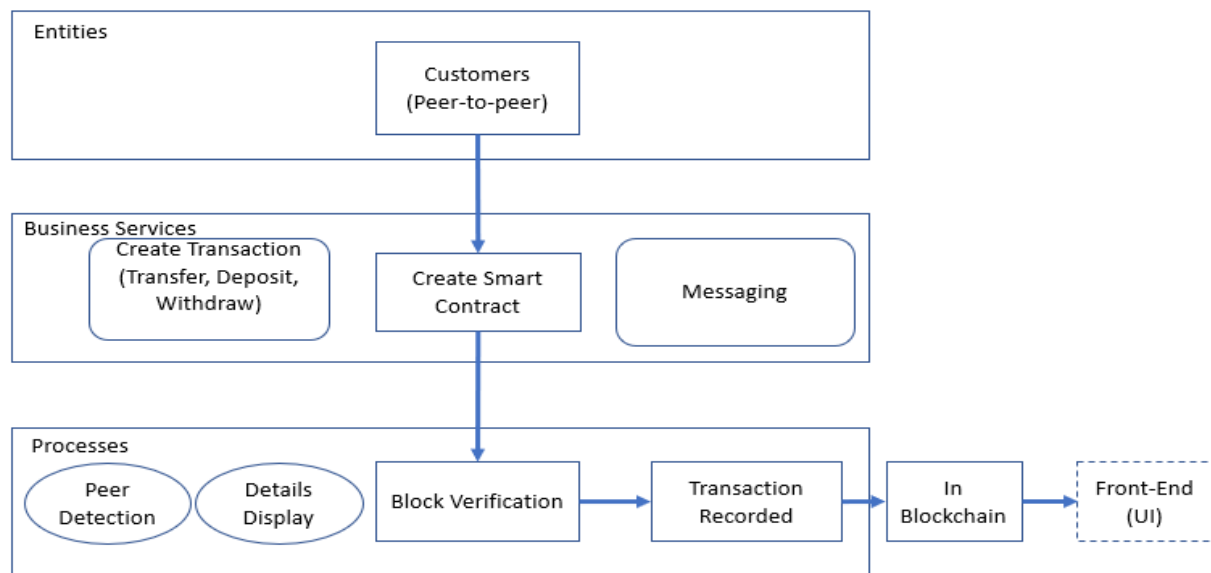 Entities
Customers
(Peer-to-peer)
Business Services
Create Transaction
(Transfer, Deposit,
Withdraw)
Create Smart
Contract
Messaging
Processes
Peer
Detection
Details
Display
Block Verification
Transaction
Recorded
In
Blockchain
Front-End
(UI)